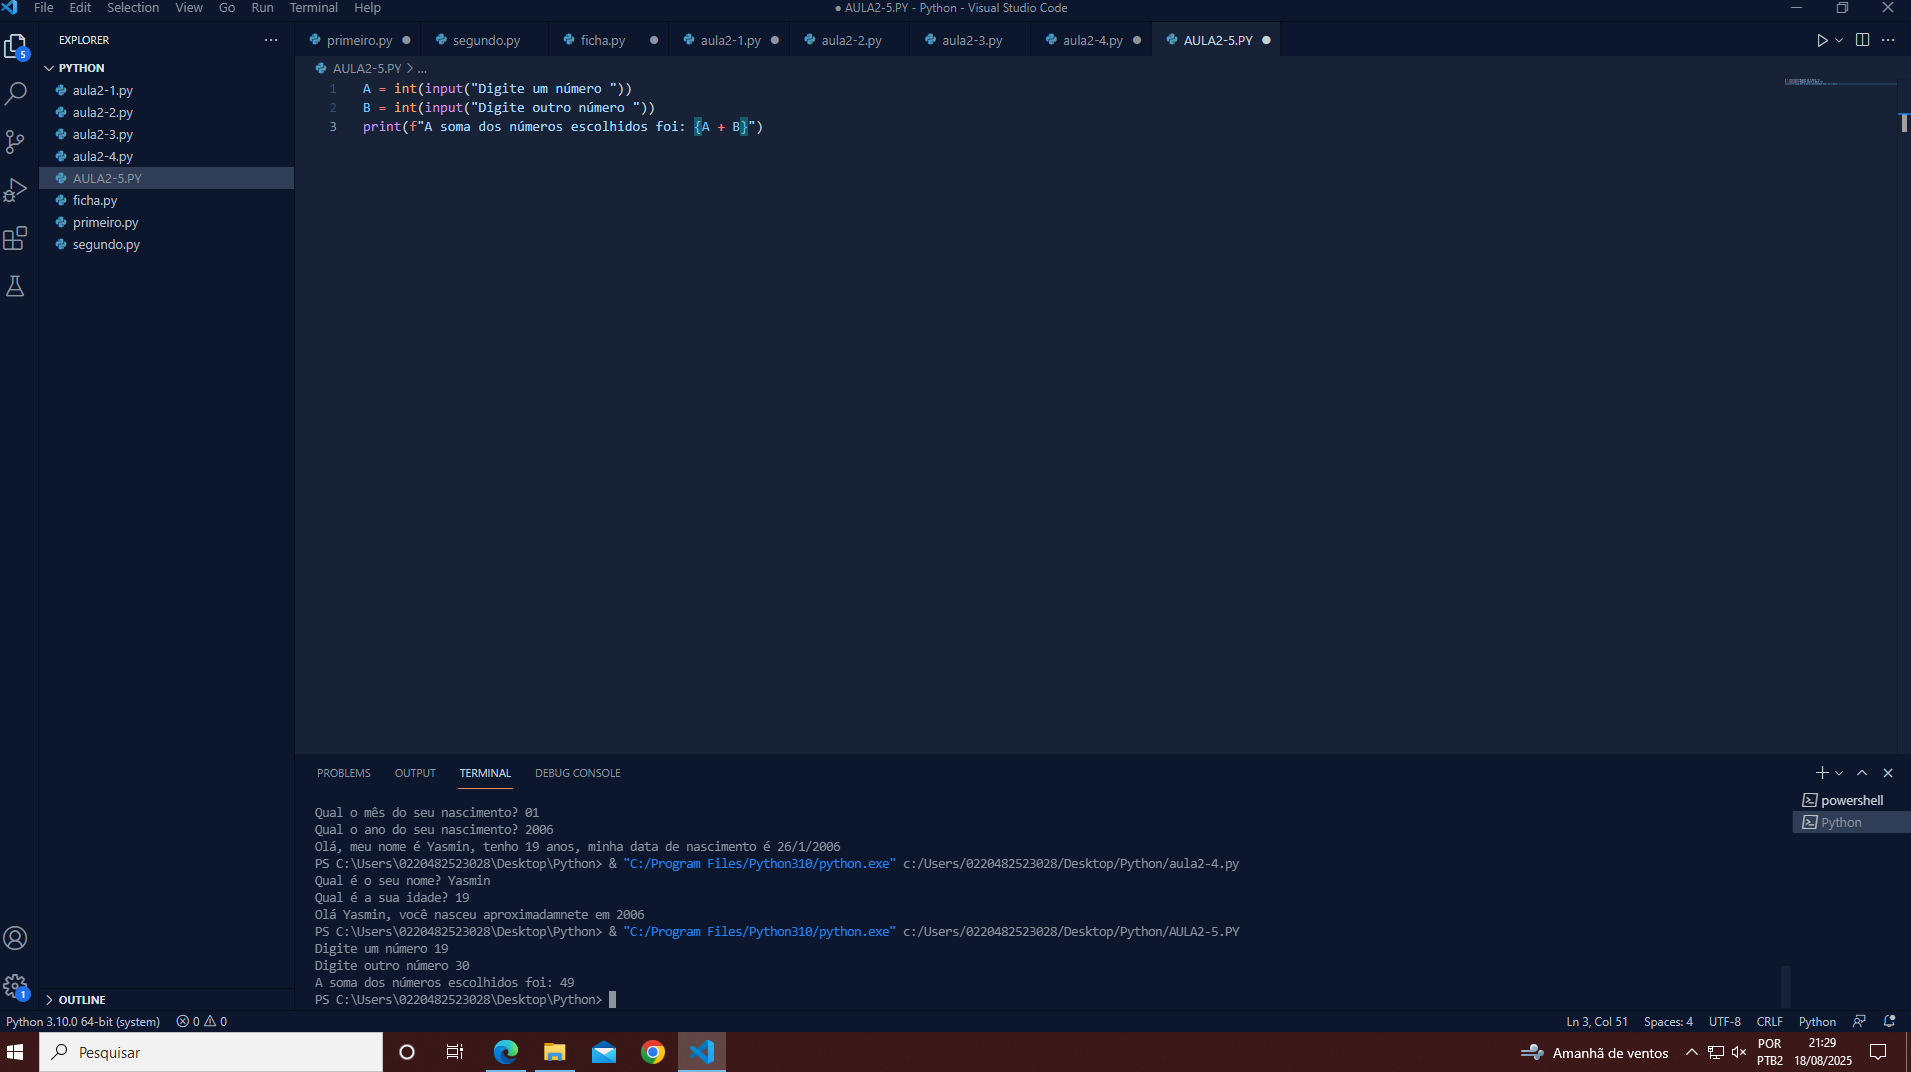 File Edit Selection View Go Run Terminal Help
● AULA2-5.PY - Python - Visual Studio Code
EXPLORER
5
PYTHON
aula2-1.py
aula2-2.py
aula2-3.py
aula2-4.py
AULA2-5.PY
ficha.py
primeiro.py
segundo.py
primeiro.py segundo.py ficha.py aula2-1.py aula2-2.py aula2-3.py aula2-4.py AULA2-5.PY
AULA2-5.PY > ...
1 A = int(input("Digite um número "))
2 B = int(input("Digite outro número "))
3 print(f"A soma dos números escolhidos foi: {A + B}")
PROBLEMS OUTPUT TERMINAL DEBUG CONSOLE
powershell
Python
Qual o mês do seu nascimento? 01
Qual o ano do seu nascimento? 2006
Olá, meu nome é Yasmin, tenho 19 anos, minha data de nascimento é 26/1/2006
PS C:\Users\0220482523028\Desktop\Python> & "C:/Program Files/Python310/python.exe" c:/Users/0220482523028/Desktop/Python/aula2-4.py
Qual é o seu nome? Yasmin
Qual é a sua idade? 19
Olá Yasmin, você nasceu aproximadamnete em 2006
PS C:\Users\0220482523028\Desktop\Python> & "C:/Program Files/Python310/python.exe" c:/Users/0220482523028/Desktop/Python/AULA2-5.PY
Digite um número 19
Digite outro número 30
A soma dos números escolhidos foi: 49
PS C:\Users\0220482523028\Desktop\Python>
1
OUTLINE
Python 3.10.0 64-bit (system) 0 0
Ln 3, Col 51 Spaces: 4 UTF-8 CRLF Python
Pesquisar
Amanhã de ventos
POR
PTB2
21:29
18/08/2025